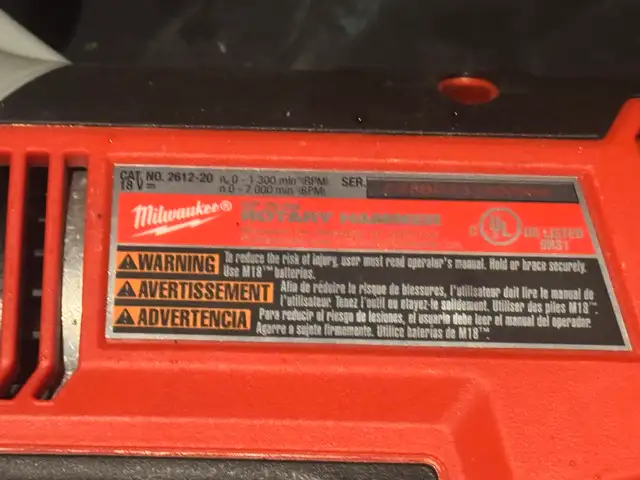 CAT. NO. 2612-20 n₀ 0 - 1 300 min⁻¹ (RPM) SER.
18 V ⎓ n 0 - 7 000 min⁻¹ (BPM)
Milwaukee®
ROTARY HAMMER
C UL US LISTED
WARNING To reduce the risk of injury, user must read operator's manual. Hold or brace securely.
Use M18™ batteries.
AVERTISSEMENT Afin de réduire le risque de blessures, l'utilisateur doit lire le manual de
l'utilisateur. Tenez l'outil ou etayez-le solidement. Utiliser des piles M18™.
ADVERTENCIA Para reducir el riesgo de lesiones, el usuario debe leer el manual del operador.
Agarre o sujete firmemente. Utilice baterías de M18™.